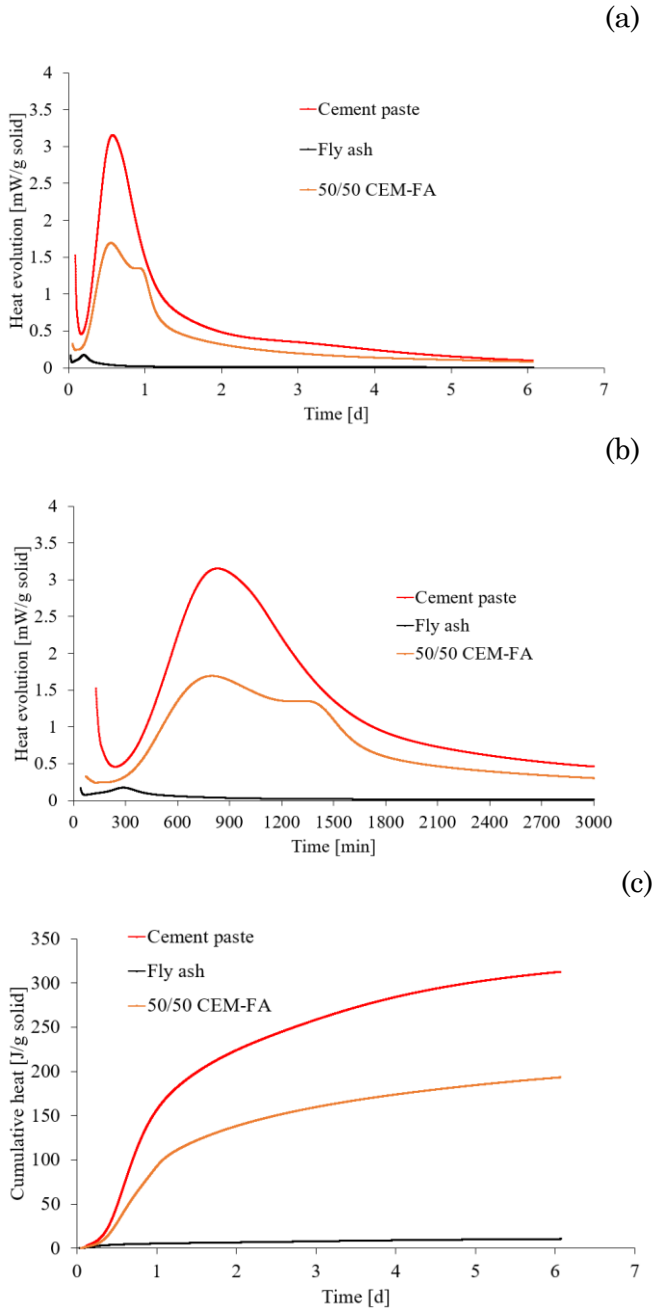 (a)
Heat evolution [mW/g solid]
4
3.5
3
2.5
2
1.5
1
0.5
0
Cement paste
Fly ash
50/50 CEM-FA
0 1 2 3 4 5 6 7
Time [d]
(b)
Heat evolution [mW/g solid]
4
3.5
3
2.5
2
1.5
1
0.5
0
Cement paste
Fly ash
50/50 CEM-FA
0 300 600 900 1200 1500 1800 2100 2400 2700 3000
Time [min]
(c)
Cumulative heat [J/g solid]
350
300
250
200
150
100
50
0
Cement paste
Fly ash
50/50 CEM-FA
0 1 2 3 4 5 6 7
Time [d]